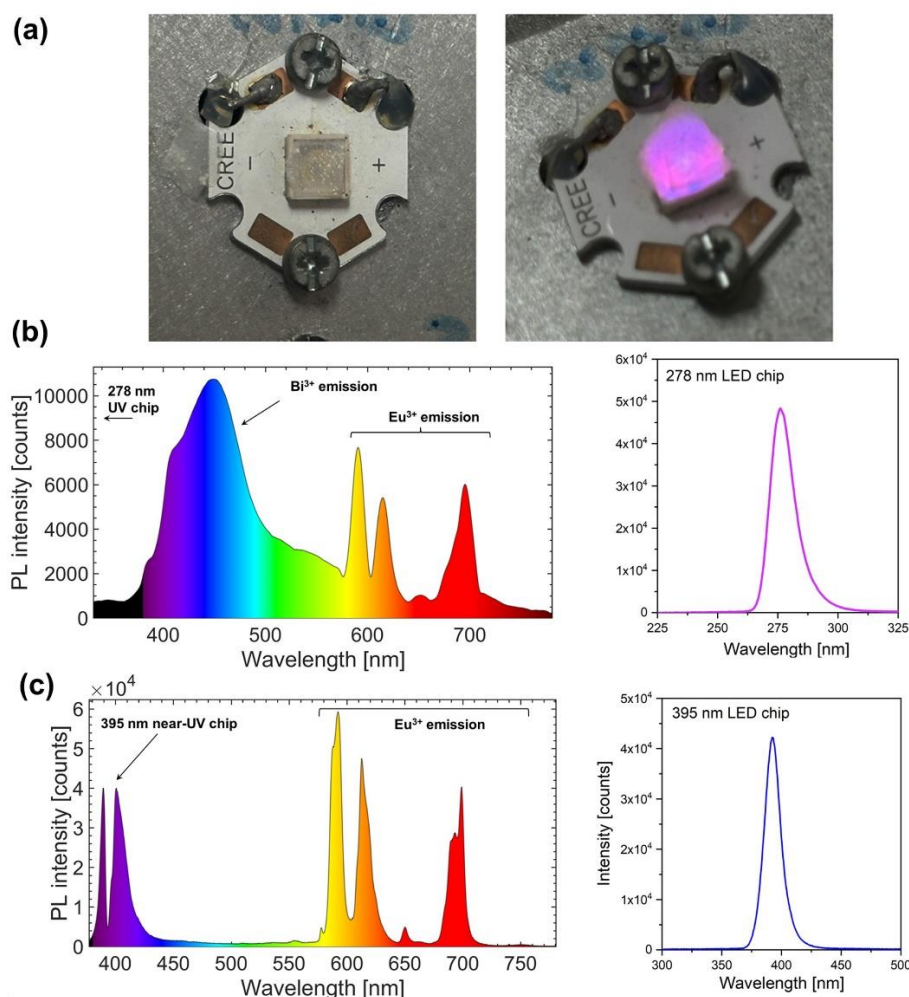 (a)
CREE
−
+
CREE
−
+
(b)
PL intensity [counts]
10000
8000
6000
4000
2000
0
278 nm
UV chip
Bi³⁺ emission
Eu³⁺ emission
400
500
600
700
Wavelength [nm]
278 nm LED chip
6x10⁴
5x10⁴
4x10⁴
3x10⁴
2x10⁴
1x10⁴
0
Intensity [counts]
225
250
275
300
325
Wavelength [nm]
(c)
× 10⁴
PL intensity [counts]
6
5
4
3
2
1
0
395 nm near-UV chip
Eu³⁺ emission
400
450
500
550
600
650
700
750
Wavelength [nm]
395 nm LED chip
5x10⁴
4x10⁴
3x10⁴
2x10⁴
1x10⁴
0
Intensity [counts]
300
350
400
450
500
Wavelength [nm]